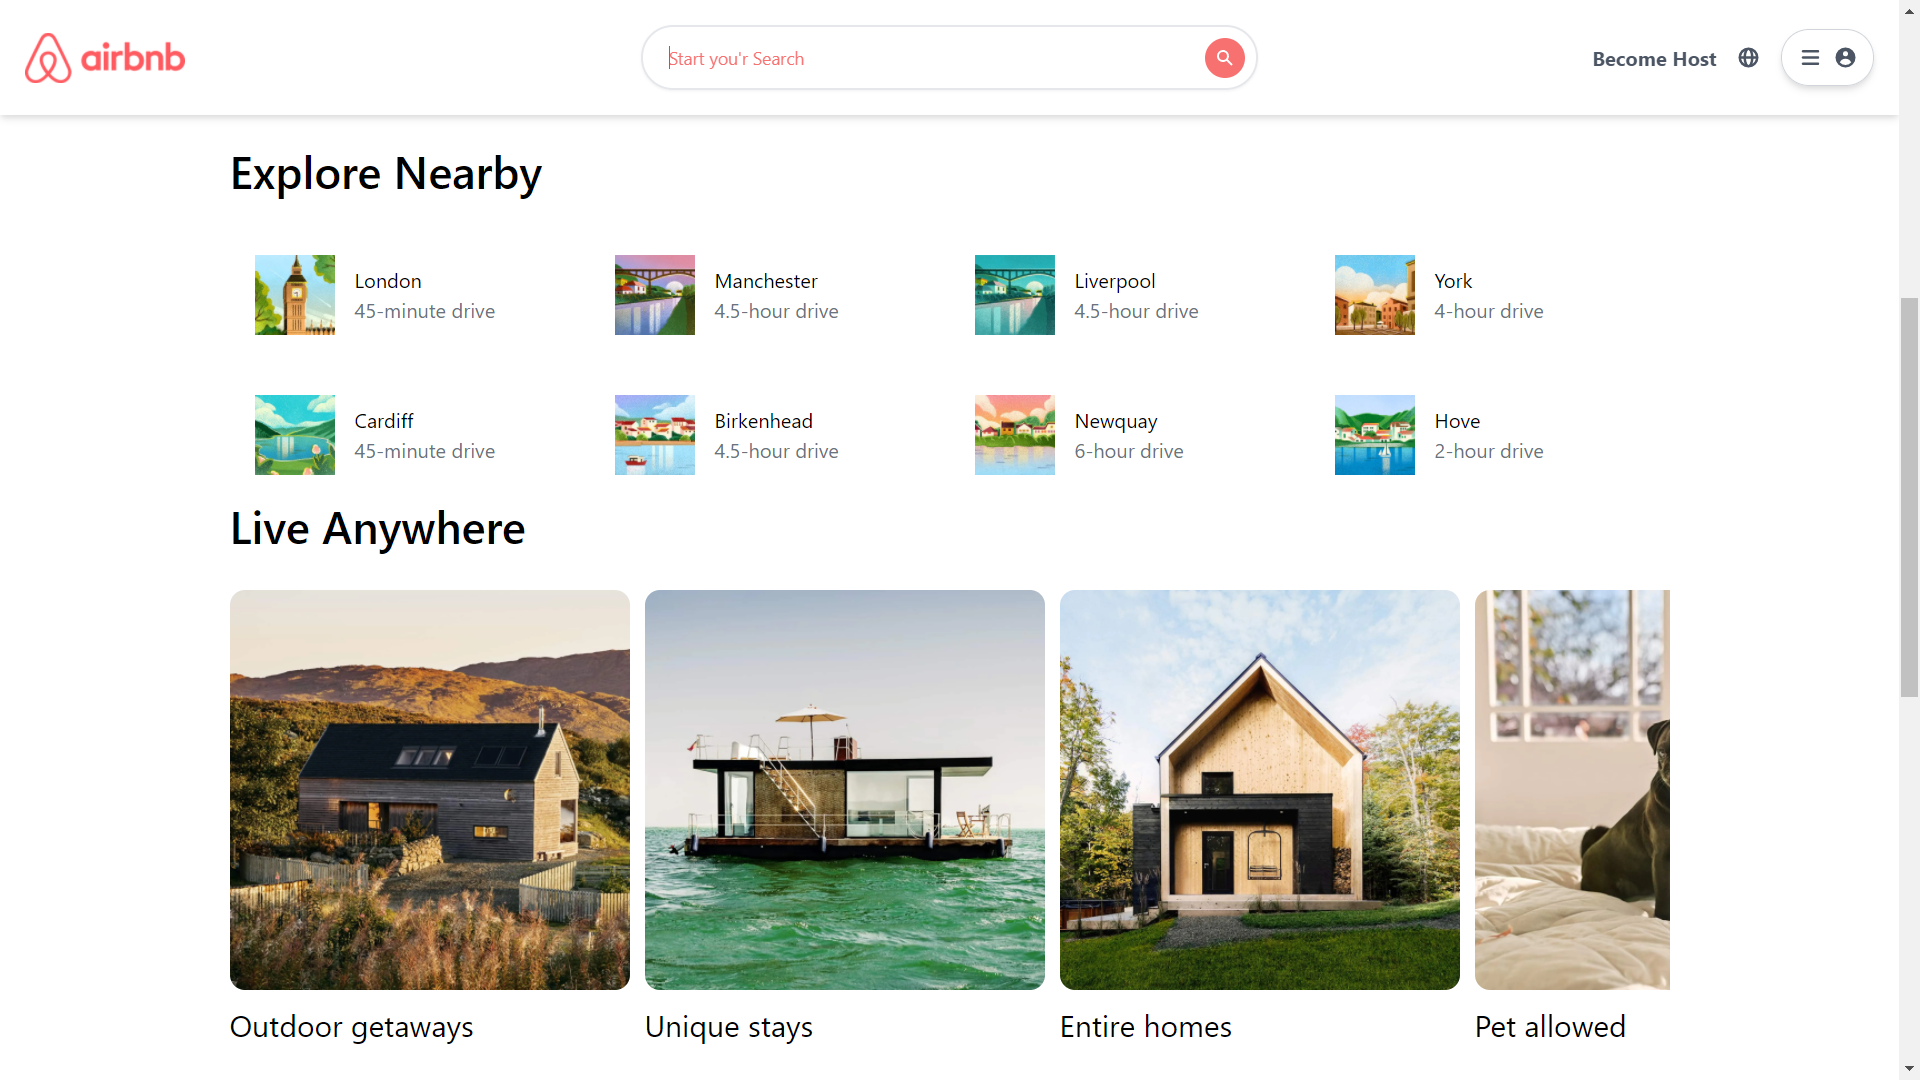 airbnb
Start you'r Search
Become Host
Explore Nearby
London
45-minute drive
Manchester
4.5-hour drive
Liverpool
4.5-hour drive
York
4-hour drive
Cardiff
45-minute drive
Birkenhead
4.5-hour drive
Newquay
6-hour drive
Hove
2-hour drive
Live Anywhere
Outdoor getaways
Unique stays
Entire homes
Pet allowed